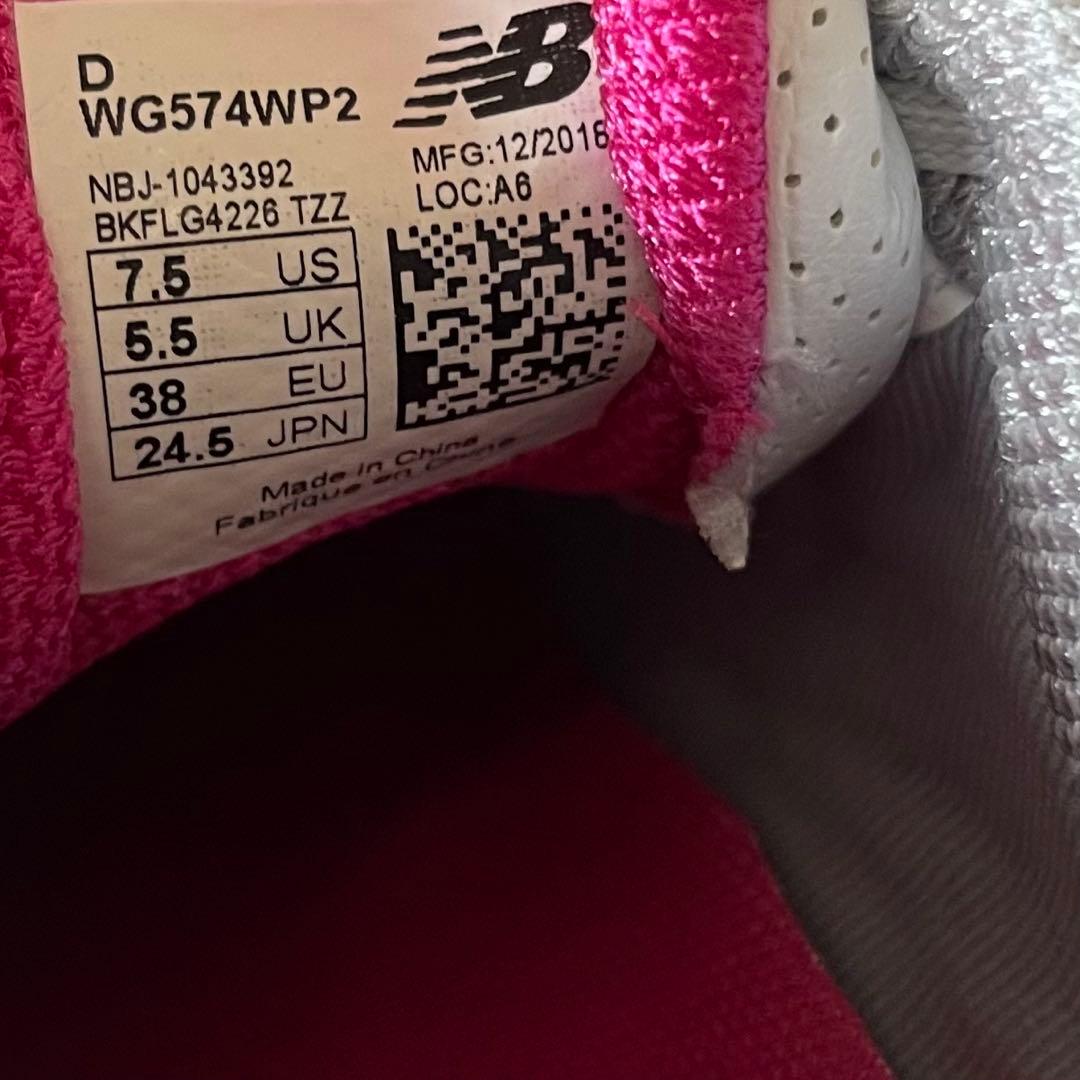 D
WG574WP2
NB
MFG:12/2018
LOC:A6
NBJ-1043392
BKFLG4226 TZZ
7.5 US
5.5 UK
38 EU
24.5 JPN
Made in China
Fabrique en Chine